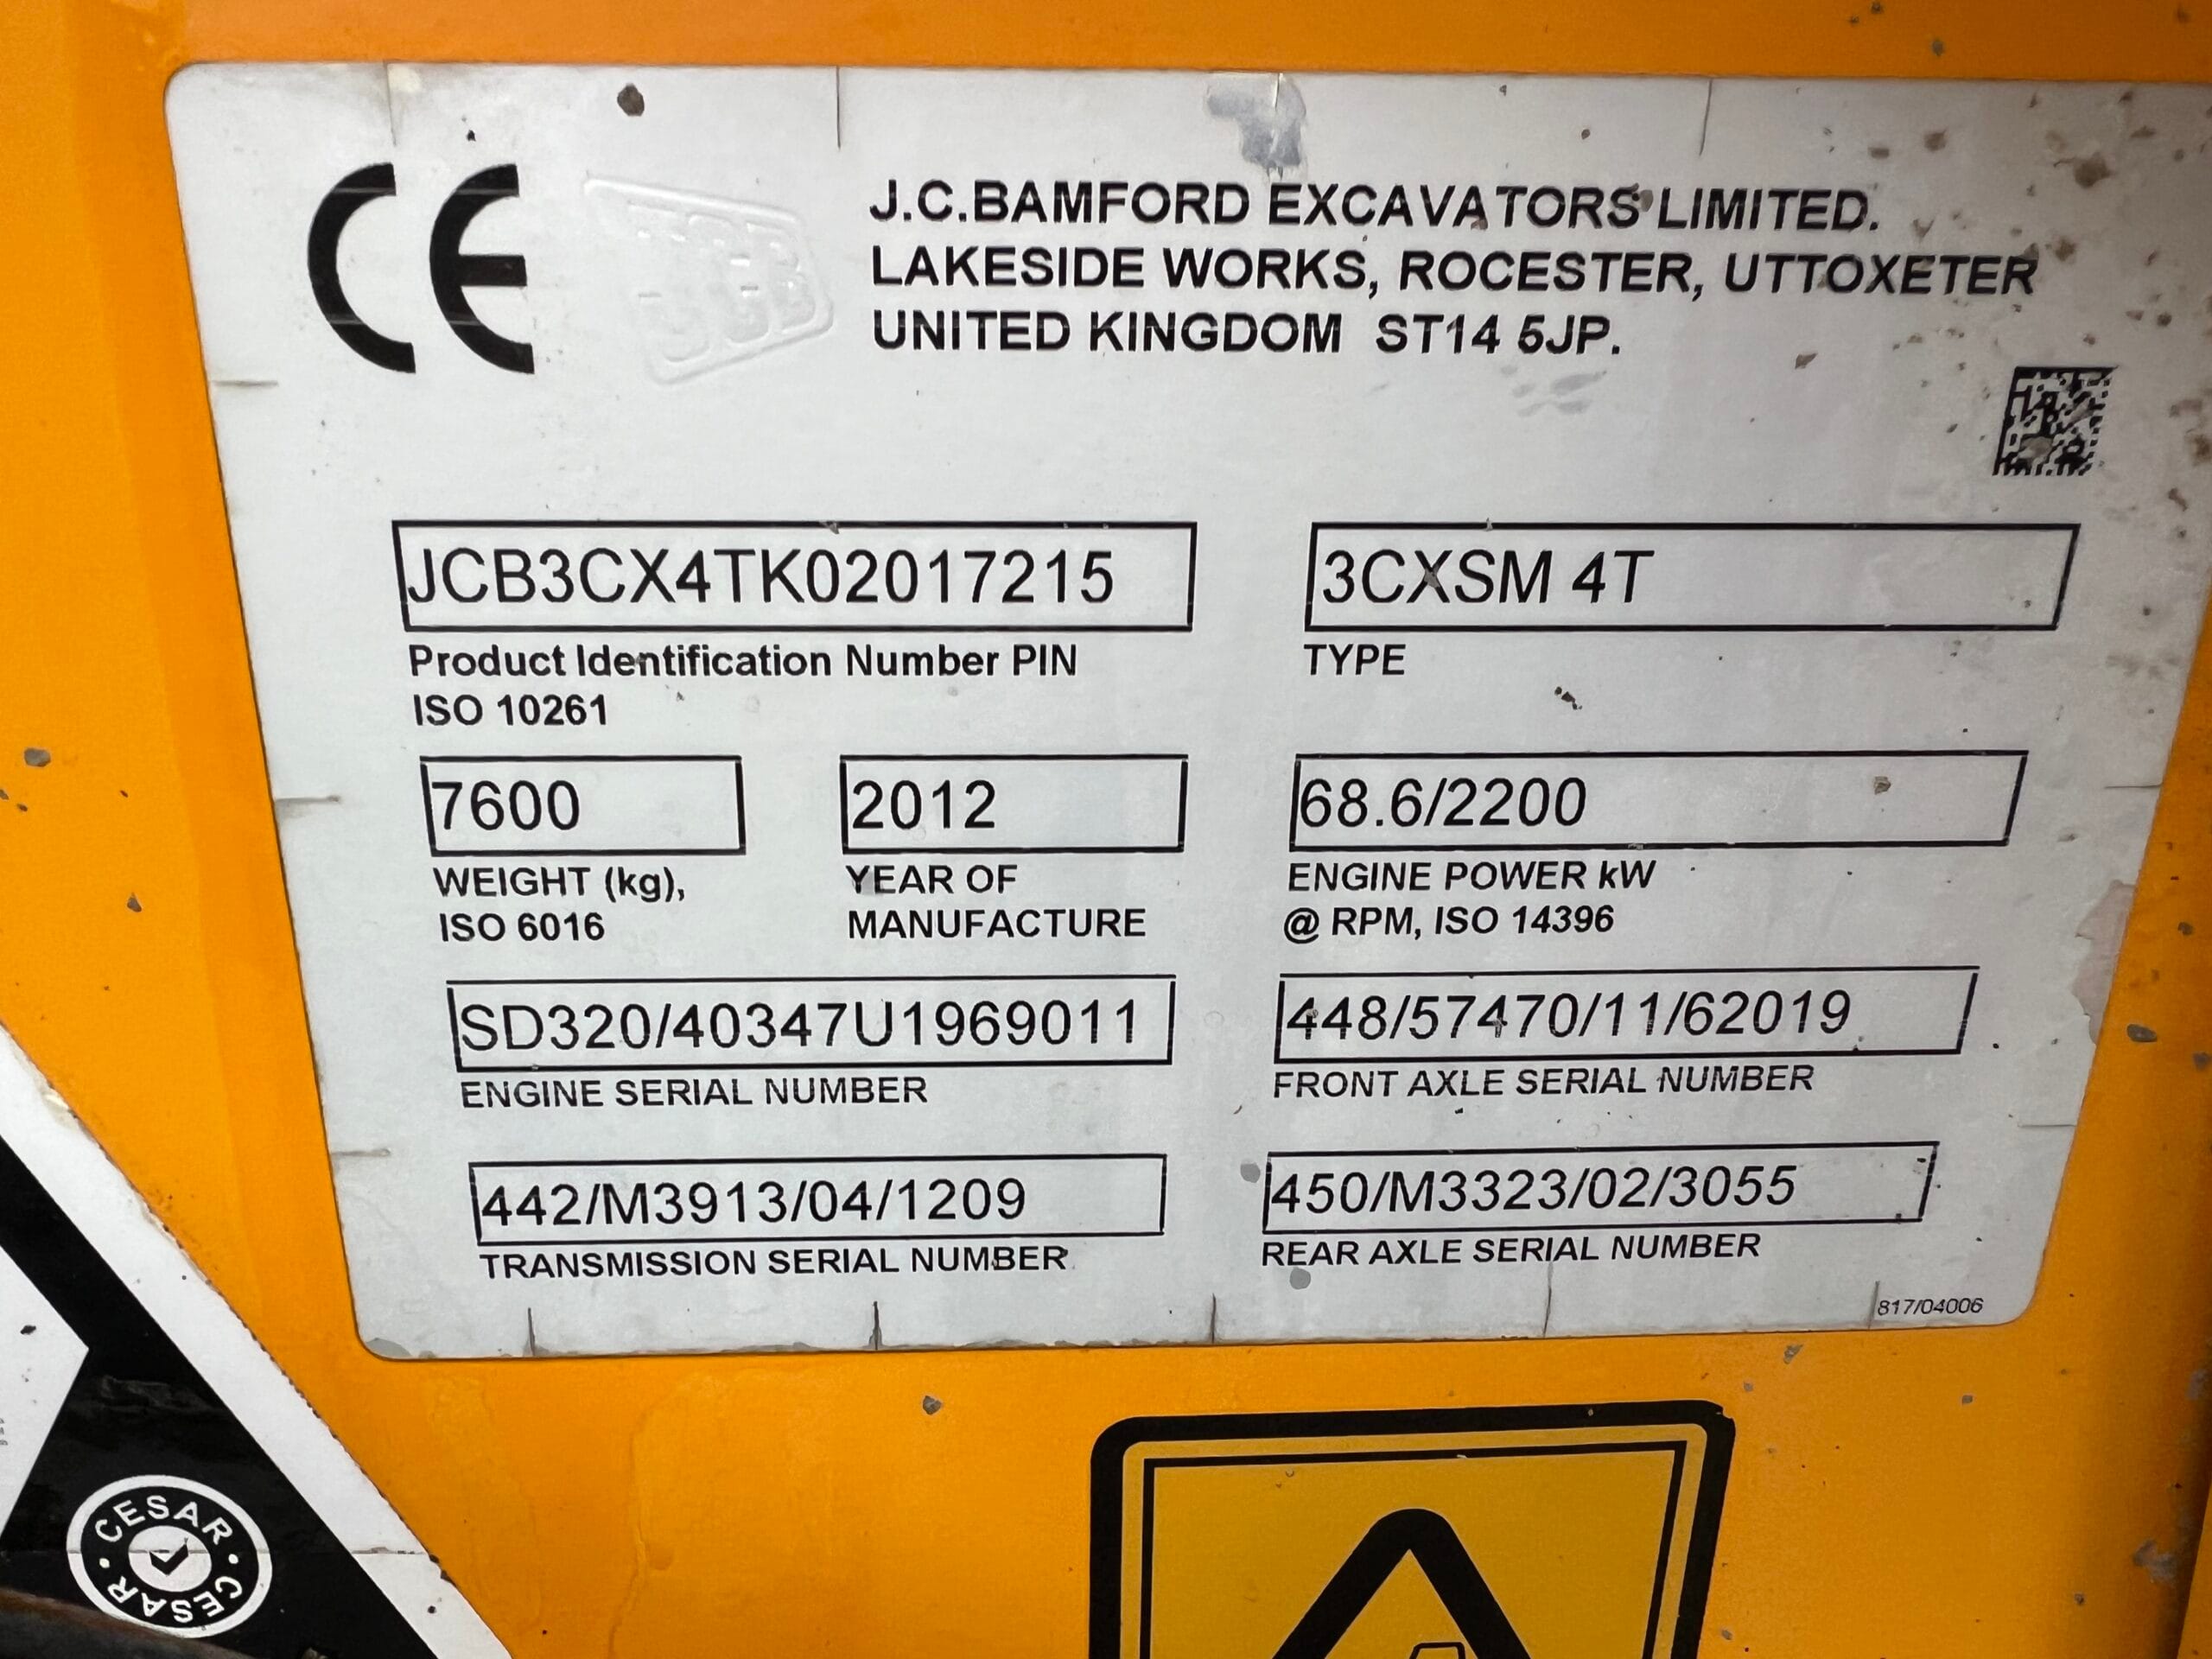 CE
JCB
J.C.BAMFORD EXCAVATORS LIMITED.
LAKESIDE WORKS, ROCESTER, UTTOXETER
UNITED KINGDOM ST14 5JP.
JCB3CX4TK02017215
Product Identification Number PIN
ISO 10261
3CXSM 4T
TYPE
7600
WEIGHT (kg),
ISO 6016
2012
YEAR OF
MANUFACTURE
68.6/2200
ENGINE POWER kW
@ RPM, ISO 14396
SD320/40347U1969011
ENGINE SERIAL NUMBER
448/57470/11/62019
FRONT AXLE SERIAL NUMBER
442/M3913/04/1209
TRANSMISSION SERIAL NUMBER
450/M3323/02/3055
REAR AXLE SERIAL NUMBER
817/04006
CESAR · CESAR ·